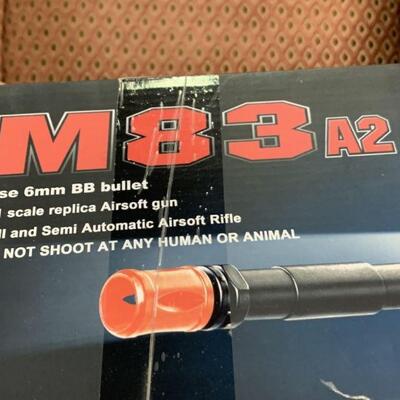 M83 A2
se 6mm BB bullet
scale replica Airsoft gun
ll and Semi Automatic Airsoft Rifle
NOT SHOOT AT ANY HUMAN OR ANIMAL